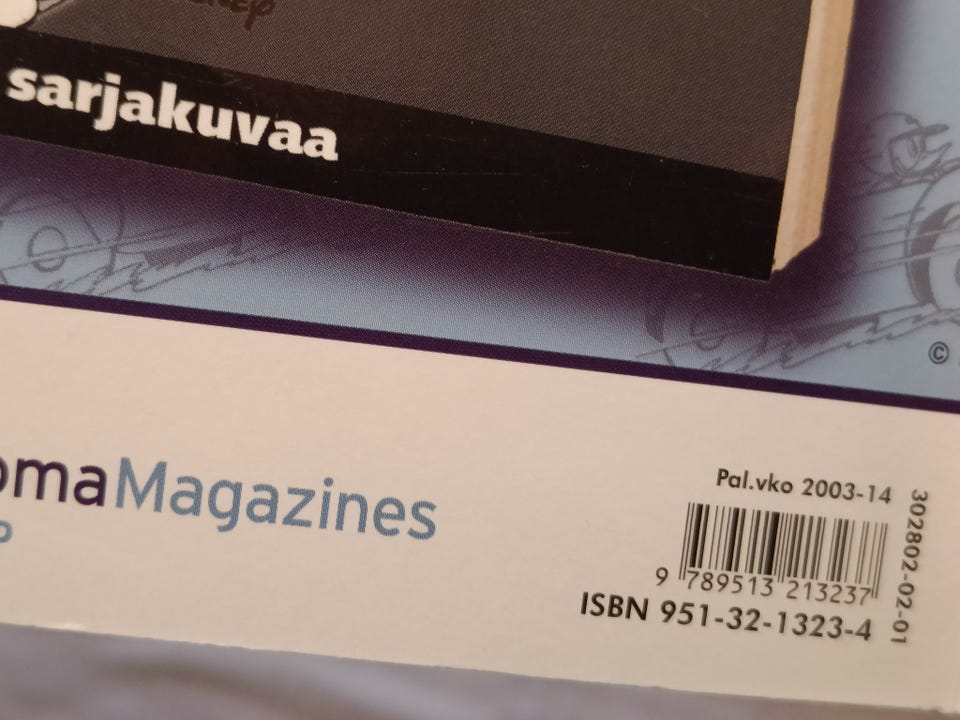 sarjakuvaa
©
omaMagazines
Pal.vko 2003-14
302802-02-01
9 789513 213237
ISBN 951-32-1323-4